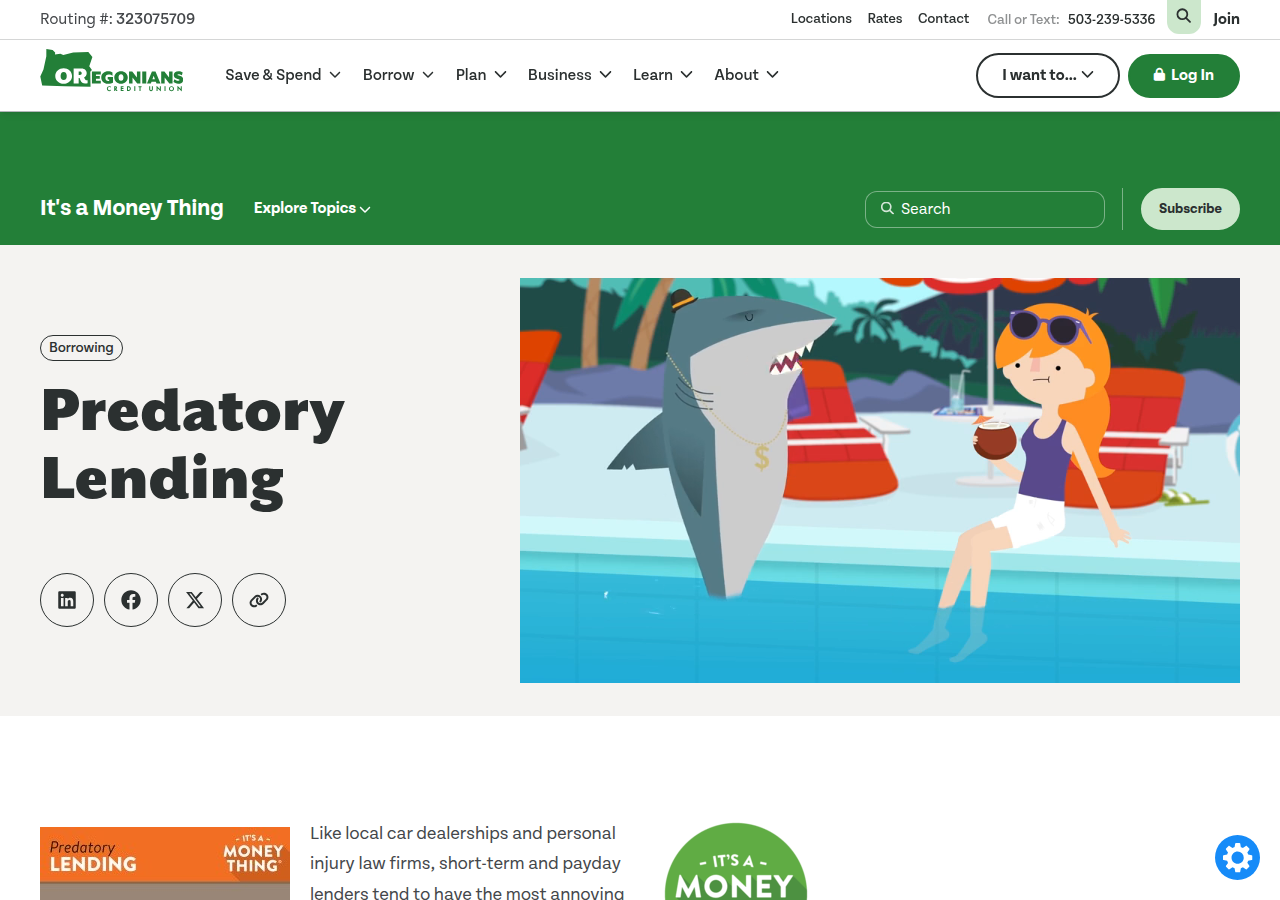 Routing #: 323075709
Locations Rates Contact Call or Text: 503-239-5336 Join
OREGONIANS
CREDIT UNION
Save & Spend Borrow Plan Business Learn About I want to... Log In
It's a Money Thing Explore Topics Search Subscribe
Borrowing
Predatory
Lending
$
Predatory
LENDING
- IT'S A -
MONEY
THING®
Like local car dealerships and personal
injury law firms, short-term and payday
lenders tend to have the most annoying
- IT'S A -
MONEY